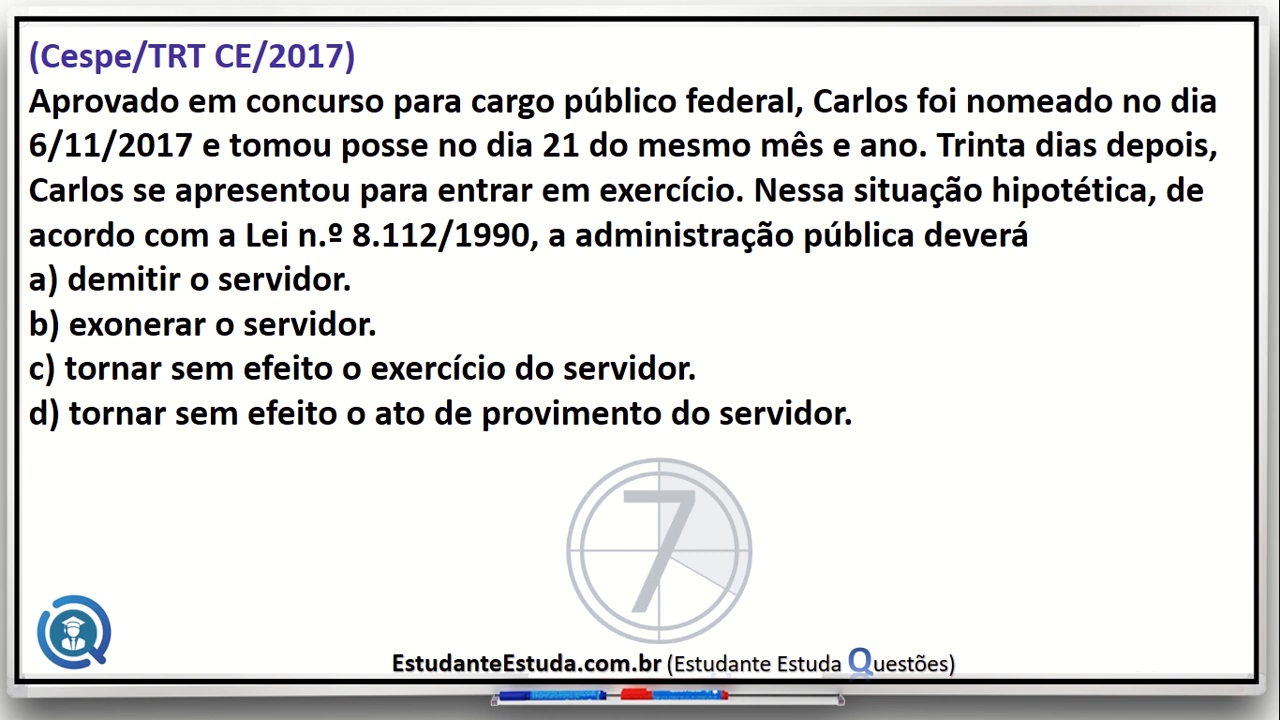 (Cespe/TRT CE/2017)
Aprovado em concurso para cargo público federal, Carlos foi nomeado no dia
6/11/2017 e tomou posse no dia 21 do mesmo mês e ano. Trinta dias depois,
Carlos se apresentou para entrar em exercício. Nessa situação hipotética, de
acordo com a Lei n.º 8.112/1990, a administração pública deverá
a) demitir o servidor.
b) exonerar o servidor.
c) tornar sem efeito o exercício do servidor.
d) tornar sem efeito o ato de provimento do servidor.
7
EstudanteEstuda.com.br (Estudante Estuda Questões)